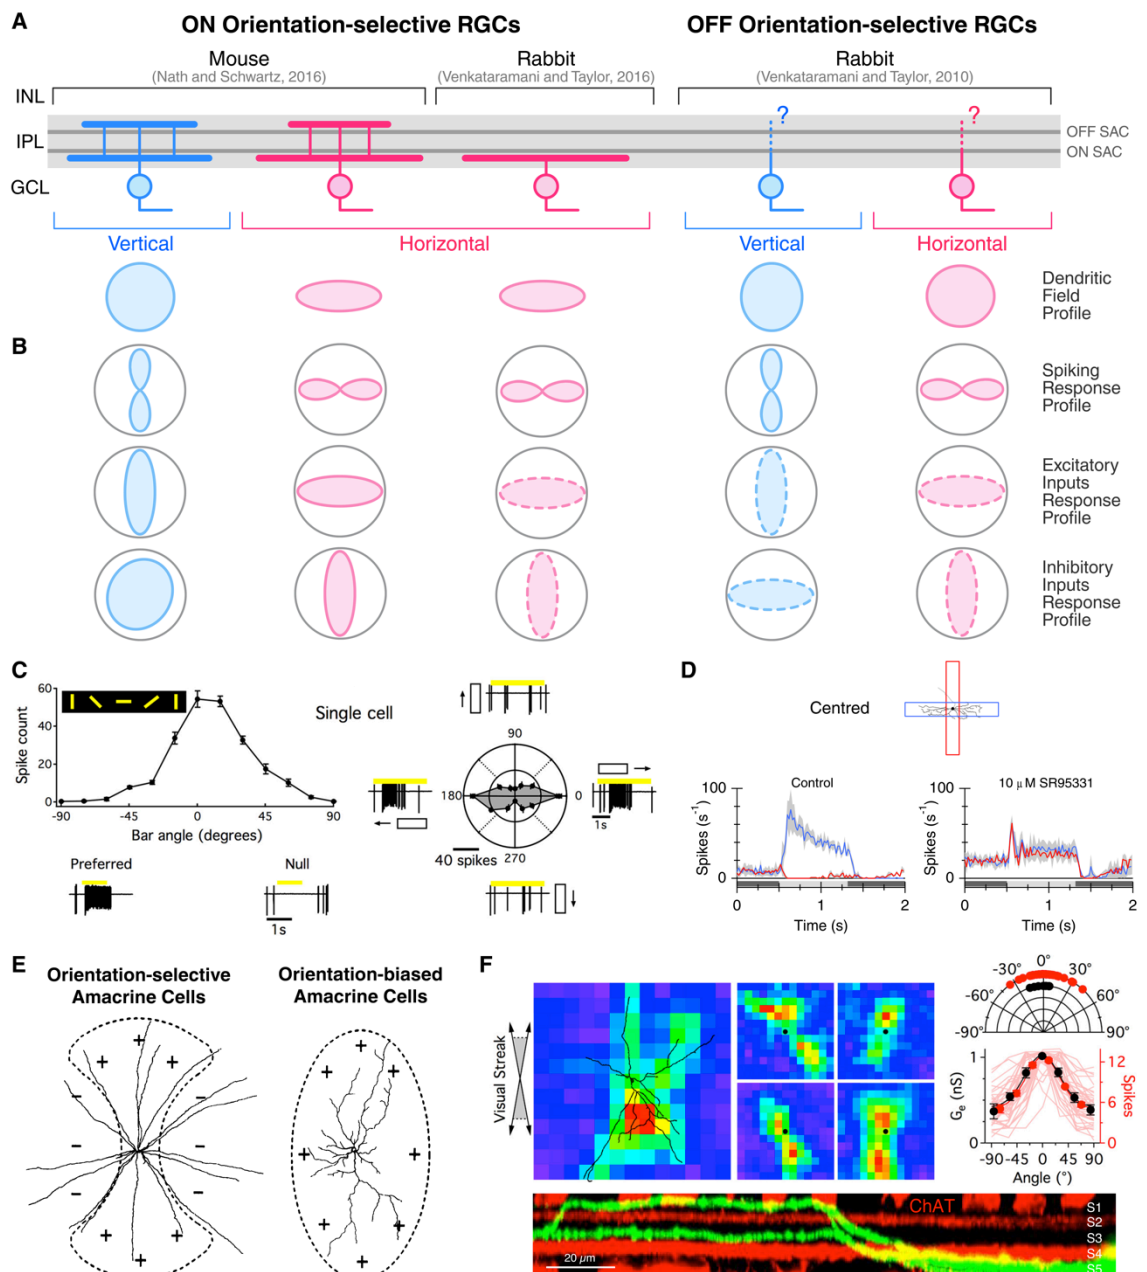 A
ON Orientation-selective RGCs
OFF Orientation-selective RGCs
Mouse
(Nath and Schwartz, 2016)
Rabbit
(Venkataramani and Taylor, 2016)
Rabbit
(Venkataramani and Taylor, 2010)
INL
IPL
GCL
?
?
OFF SAC
ON SAC
Vertical
Horizontal
Vertical
Horizontal
Dendritic
Field
Profile
B
Spiking
Response
Profile
Excitatory
Inputs
Response
Profile
Inhibitory
Inputs
Response
Profile
C
Spike count
60
40
20
0
-90
-45
0
45
90
Bar angle (degrees)
Preferred
Null
1s
Single cell
90
180
0
270
1s
40 spikes
D
Centred
Control
100
Spikes (s-1)
0
0
1
2
Time (s)
10 μM SR95331
100
Spikes (s-1)
0
0
1
2
Time (s)
E
Orientation-selective
Amacrine Cells
+
+ +
- -
- -
- -
+ +
+
Orientation-biased
Amacrine Cells
+
+ +
+ +
+ +
+
F
Visual Streak
0°
-30° 30°
-60° 60°
-90° 90°
1
Ge (nS)
0
12
6
0
Spikes
-90 -45 0 45 90
Angle (°)
ChAT
S1
S2
S3
S4
S5
20 μm